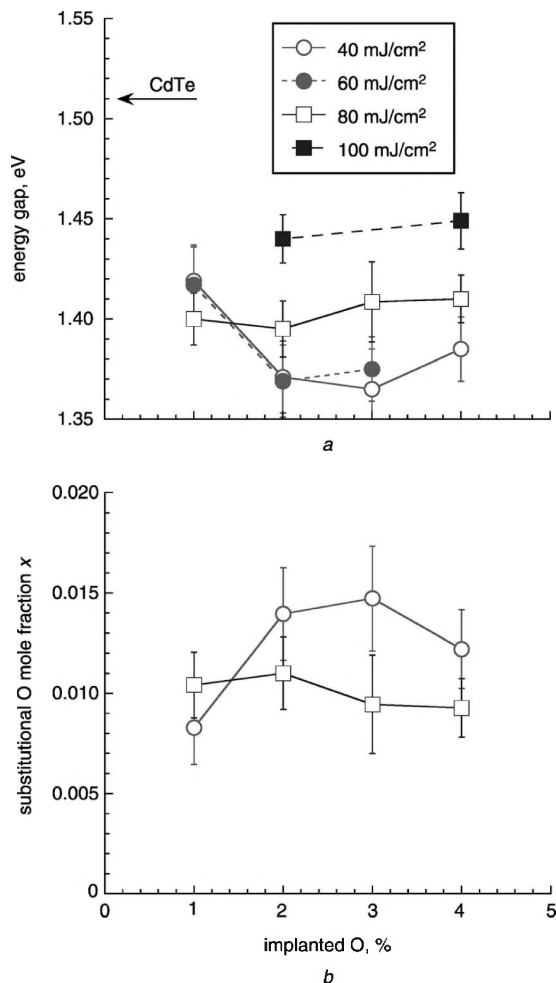 1.55
40 mJ/cm²
60 mJ/cm²
80 mJ/cm²
100 mJ/cm²
CdTe
1.50
energy gap, eV
1.45
1.40
1.35
a
0.020
0.015
substitutional O mole fraction x
0.010
0.005
0
0 1 2 3 4 5
implanted O, %
b